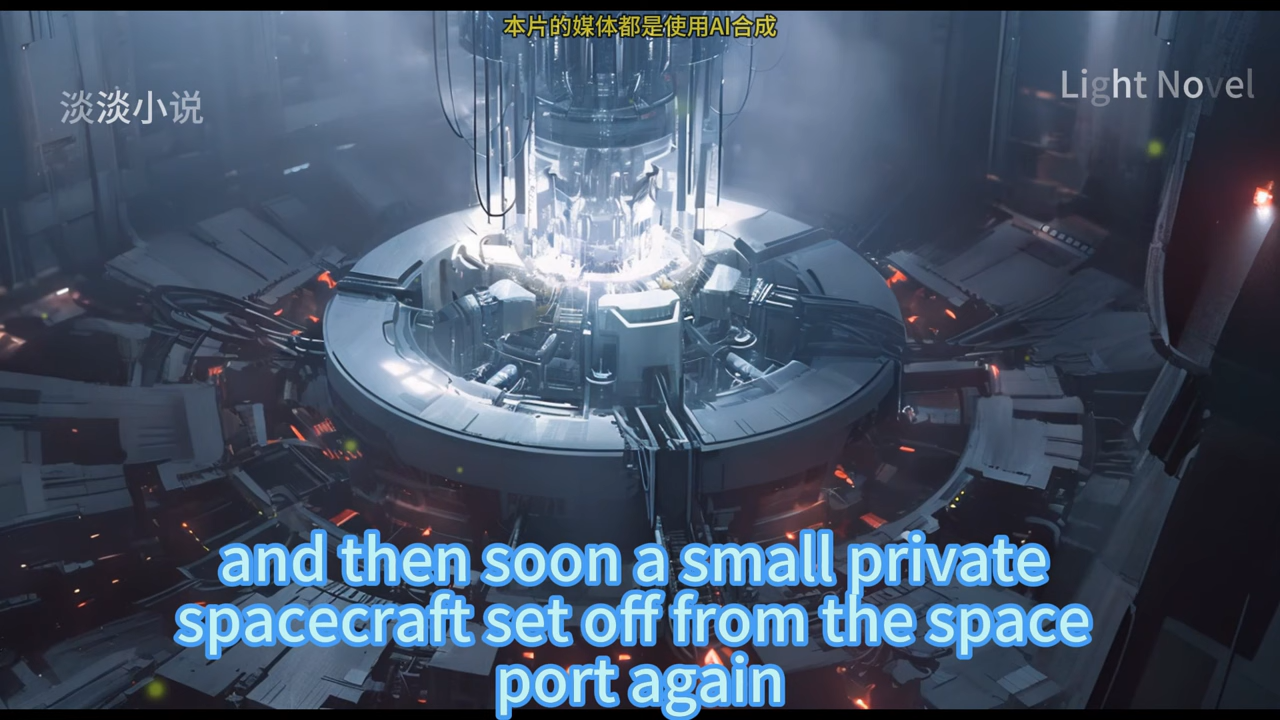 本片的媒体都是使用AI合成
淡淡小说
Light Novel
and then soon a small private
spacecraft set off from the space
port again